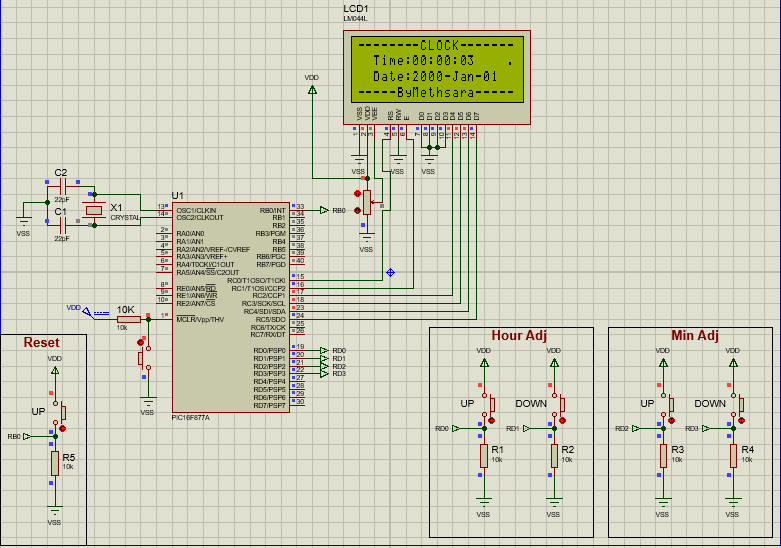 LCD1
LM044L
-------CLOCK-------
Time:00:00:03 .
Date:2000-Jan-01
-----ByMethsara-----
VSS VDD VEE RS RW E D0 D1 D2 D3 D4 D5 D6 D7
1 2 3 4 5 6 7 8 9 10 11 12 13 14
VDD
VSS VSS VSS
VSS
C2
22pF
C1
22pF
X1
CRYSTAL
VSS
U1
13 OSC1/CLKIN
14 OSC2/CLKOUT
2 RA0/AN0
3 RA1/AN1
4 RA2/AN2/VREF-/CVREF
5 RA3/AN3/VREF+
6 RA4/T0CKI/C1OUT
7 RA5/AN4/SS/C2OUT
8 RE0/AN5/RD
9 RE1/AN6/WR
10 RE2/AN7/CS
1 MCLR/Vpp/THV
RB0/INT 33
RB1 34
RB2 35
RB3/PGM 36
RB4 37
RB5 38
RB6/PGC 39
RB7/PGD 40
RC0/T1OSO/T1CKI 15
RC1/T1OSI/CCP2 16
RC2/CCP1 17
RC3/SCK/SCL 18
RC4/SDI/SDA 23
RC5/SDO 24
RC6/TX/CK 25
RC7/RX/DT 26
RD0/PSP0 19
RD1/PSP1 20
RD2/PSP2 21
RD3/PSP3 22
RD4/PSP4 27
RD5/PSP5 28
RD6/PSP6 29
RD7/PSP7 30
PIC16F877A
RB0
RD0
RD1
RD2
RD3
VDD
10K
10k
VSS
Reset
VDD
UP
RB0
R5
10k
VSS
Hour Adj
VDD VDD
UP DOWN
RD0 RD1
R1 R2
10k 10k
VSS VSS
Min Adj
VDD VDD
UP DOWN
RD2 RD3
R3 R4
10k 10k
VSS VSS